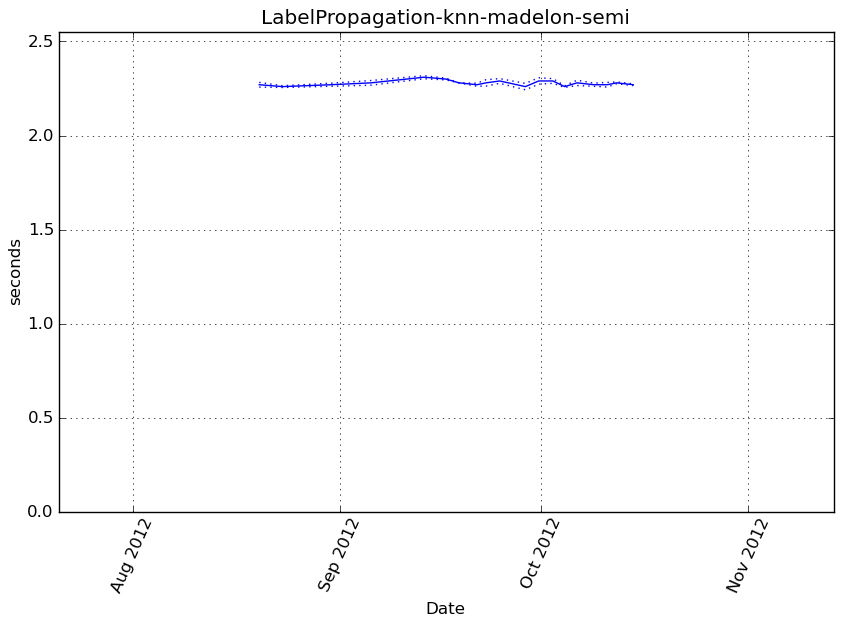 LabelPropagation-knn-madelon-semi
2.5
2.0
1.5
1.0
0.5
0.0
seconds
Aug 2012
Sep 2012
Oct 2012
Nov 2012
Date